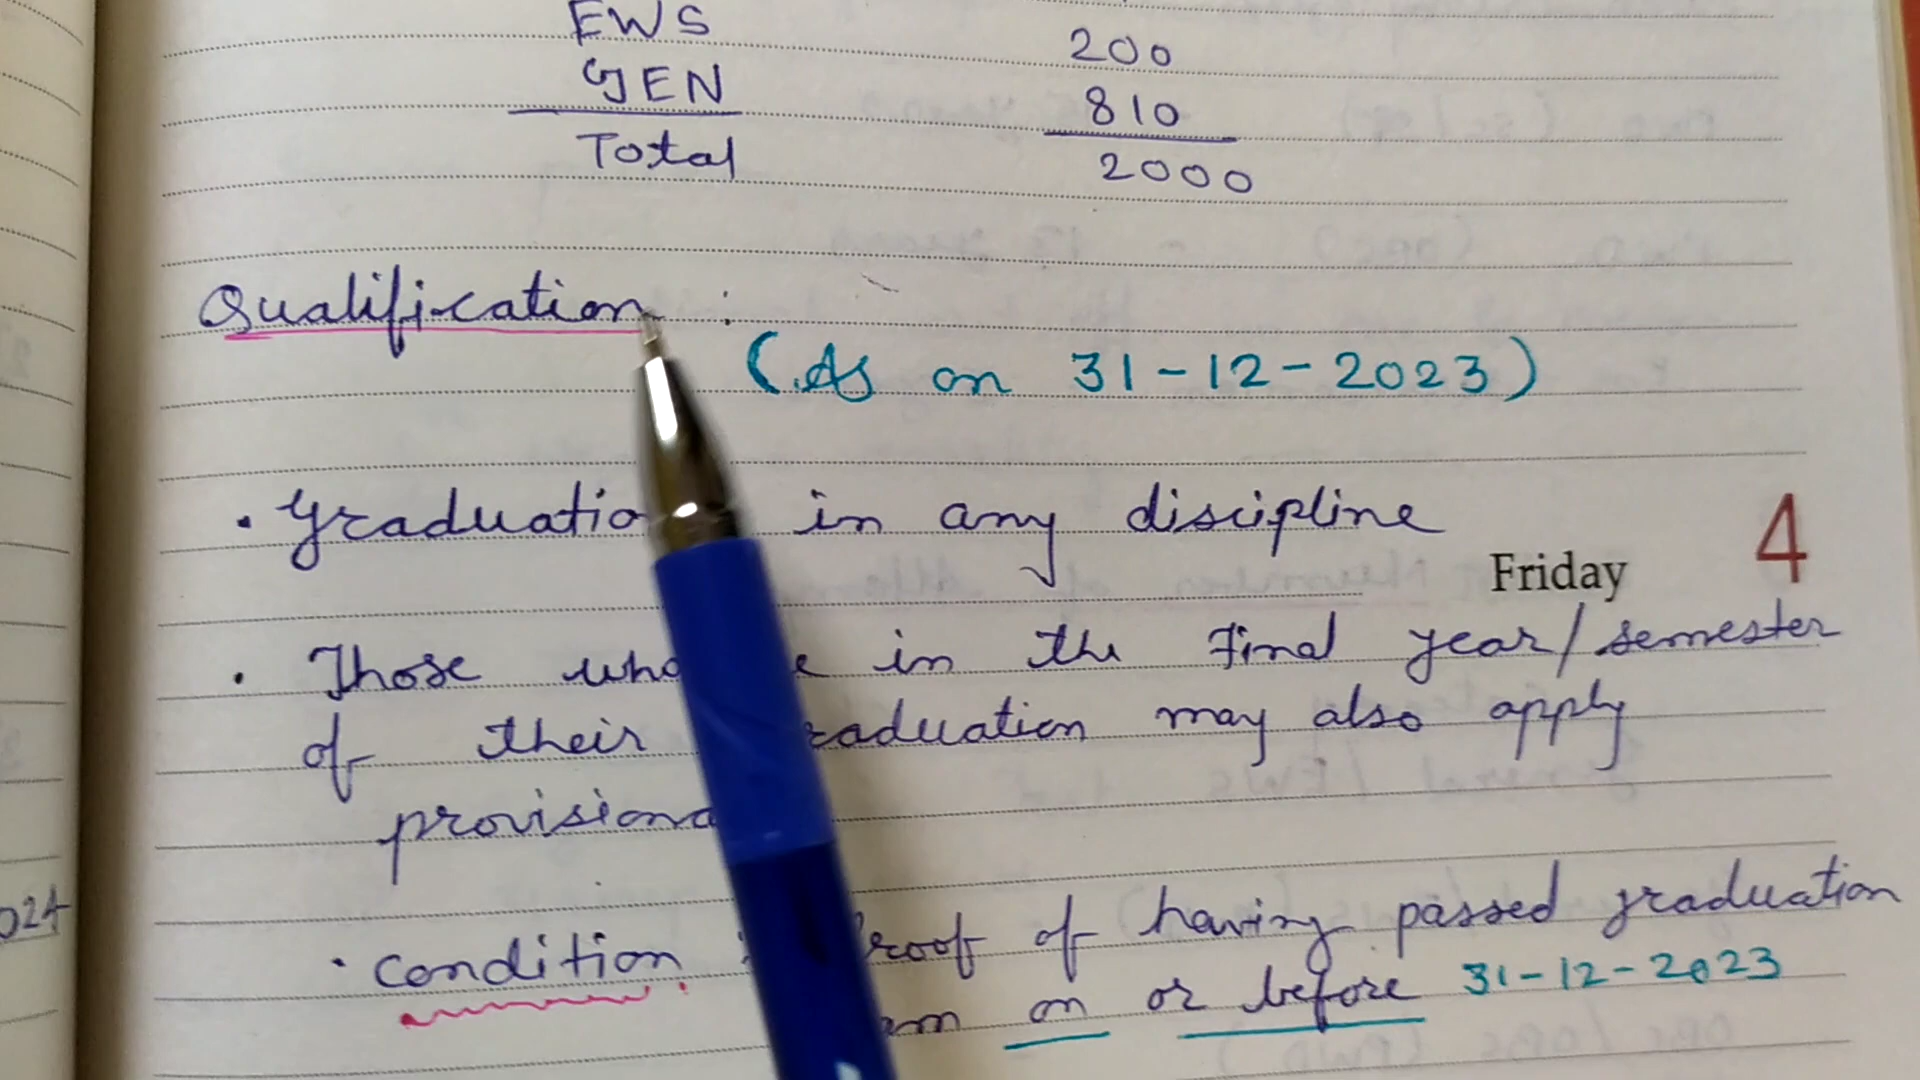 EWS 200
GEN 810
Total 2000
Qualification :
(As on 31-12-2023)
• Graduation in any discipline
Friday 4
• Those who in the Final year/semester
of their graduation may also apply
• Condition Proof of having passed graduation
on or before 31-12-2023